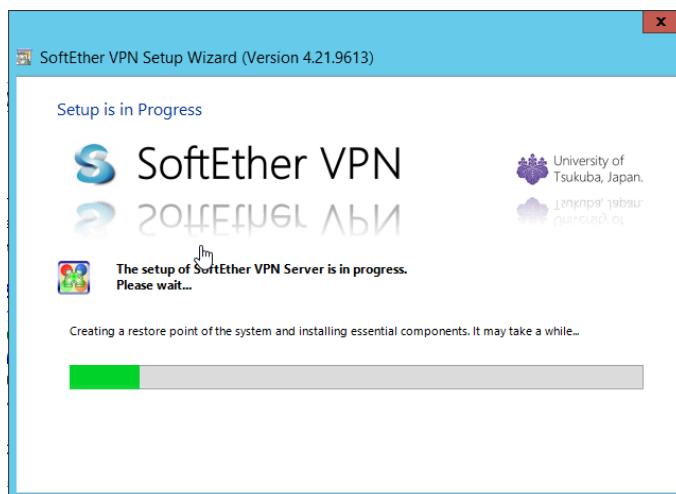 x
SoftEther VPN Setup Wizard (Version 4.21.9613)
Setup is in Progress
SoftEther VPN
University of
Tsukuba, Japan.
The setup of SoftEther VPN Server is in progress.
Please wait...
Creating a restore point of the system and installing essential components. It may take a while...